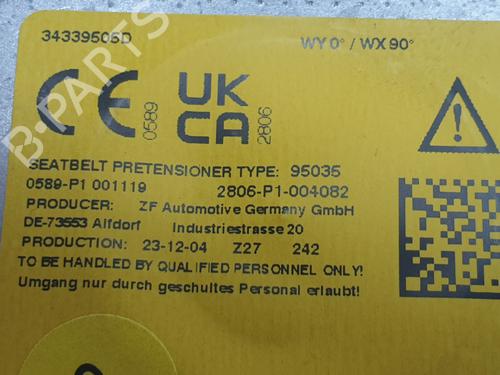 34339505D
WY 0° / WX 90°
CE 0589
UK CA 2806
SEATBELT PRETENSIONER TYPE: 95035
0589-P1 001119 2806-P1-004082
PRODUCER: ZF Automotive Germany GmbH
DE-73553 Alfdorf Industriestrasse 20
PRODUCTION: 23-12-04 Z27 242
TO BE HANDLED BY QUALIFIED PERSONNEL ONLY!
Umgang nur durch geschultes Personal erlaubt!
B-PARTS